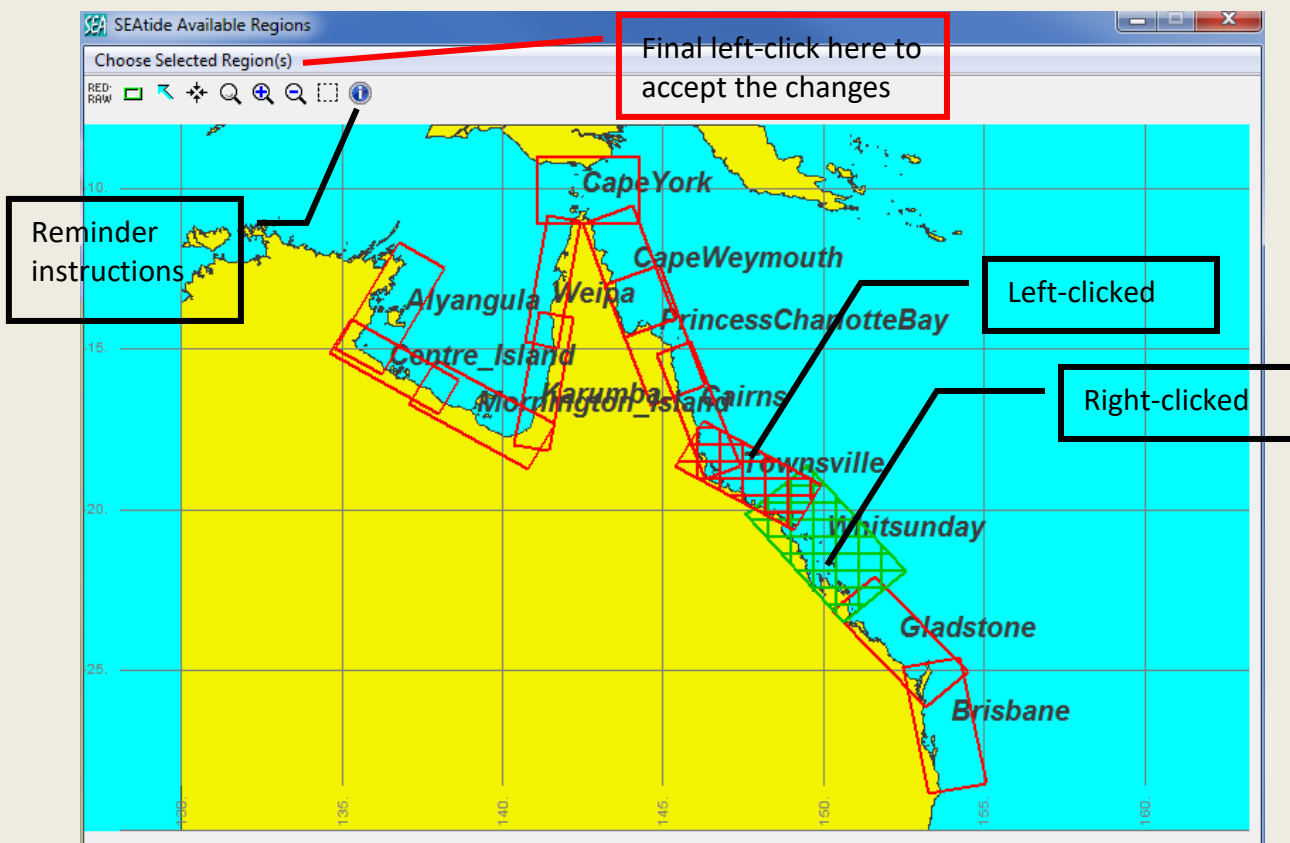 SEA SEAtide Available Regions
Choose Selected Region(s)
Final left-click here to
accept the changes
RED-
RAW
-10.
CapeYork
Reminder
instructions
CapeWeymouth
Left-clicked
Alyangula
Weipa
PrincessCharlotteBay
-15.
Centre_Island
Karumba
Cairns
Mornington_Island
Right-clicked
Townsville
-20.
Whitsunday
Gladstone
-25.
Brisbane
130.
135.
140.
145.
150.
155.
160.